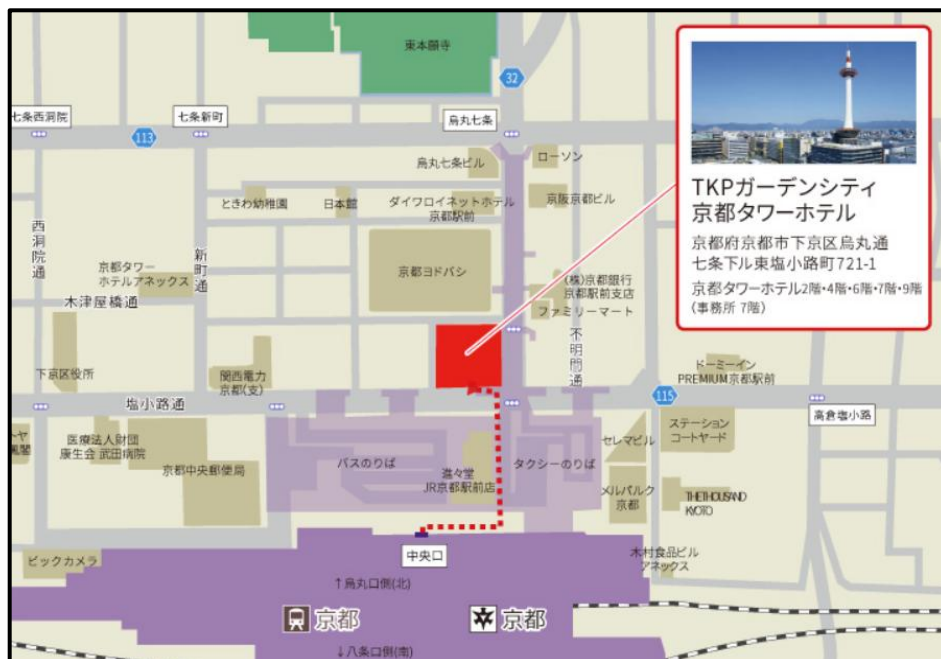 東本願寺
32
七条西洞院
113
七条新町
烏丸七条
烏丸七条ビル
ローソン
ときわ幼稚園
日本館
ダイワロイネットホテル
京都駅前
京阪京都ビル
TKPガーデンシティ
京都タワーホテル
京都府京都市下京区烏丸通
七条下ル東塩小路町721-1
京都タワーホテル2階・4階・6階・7階・9階
(事務所 7階)
西洞院通
新町通
京都タワー
ホテルアネックス
木津屋橋通
京都ヨドバシ
(株)京都銀行
京都駅前支店
ファミリーマート
不明門通
下京区役所
関西電力
京都(支)
ドーミーイン
PREMIUM京都駅前
塩小路通
115
高倉塩小路
医療法人財団
康生会 武田病院
京都中央郵便局
バスのりば
進々堂
JR京都駅前店
タクシーのりば
セレマビル
ステーション
コートヤード
メルパルク
京都
THE THOUSAND
KYOTO
ビックカメラ
中央口
木村食品ビル
アネックス
↑烏丸口側(北)
京都
京都
↓八条口側(南)